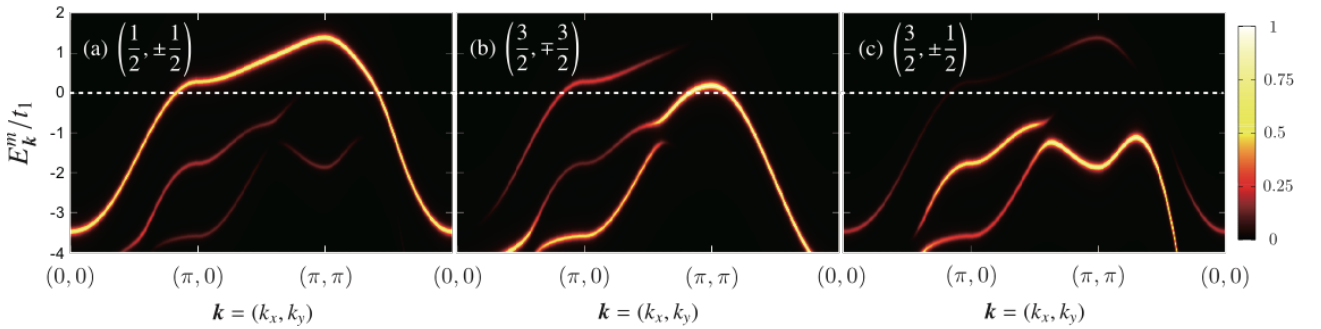 2
1
0
-1
-2
-3
-4
E_k^m/t_1
(a) (1/2, ±1/2)
(b) (3/2, ∓3/2)
(c) (3/2, ±1/2)
1
0.75
0.5
0.25
0
(0, 0) (π, 0) (π, π) (0, 0) (π, 0) (π, π) (0, 0) (π, 0) (π, π) (0, 0)
k = (k_x, k_y) k = (k_x, k_y) k = (k_x, k_y)